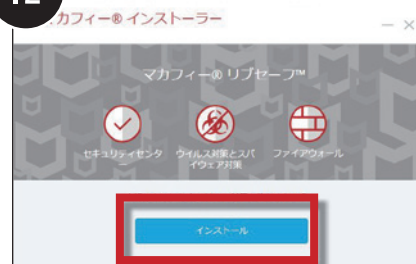 12
マカフィー® インストーラー
マカフィー® リブセーフ™
セキュリティセンター
ウイルス対策とスパイウェア対策
ファイアウォール
インストール